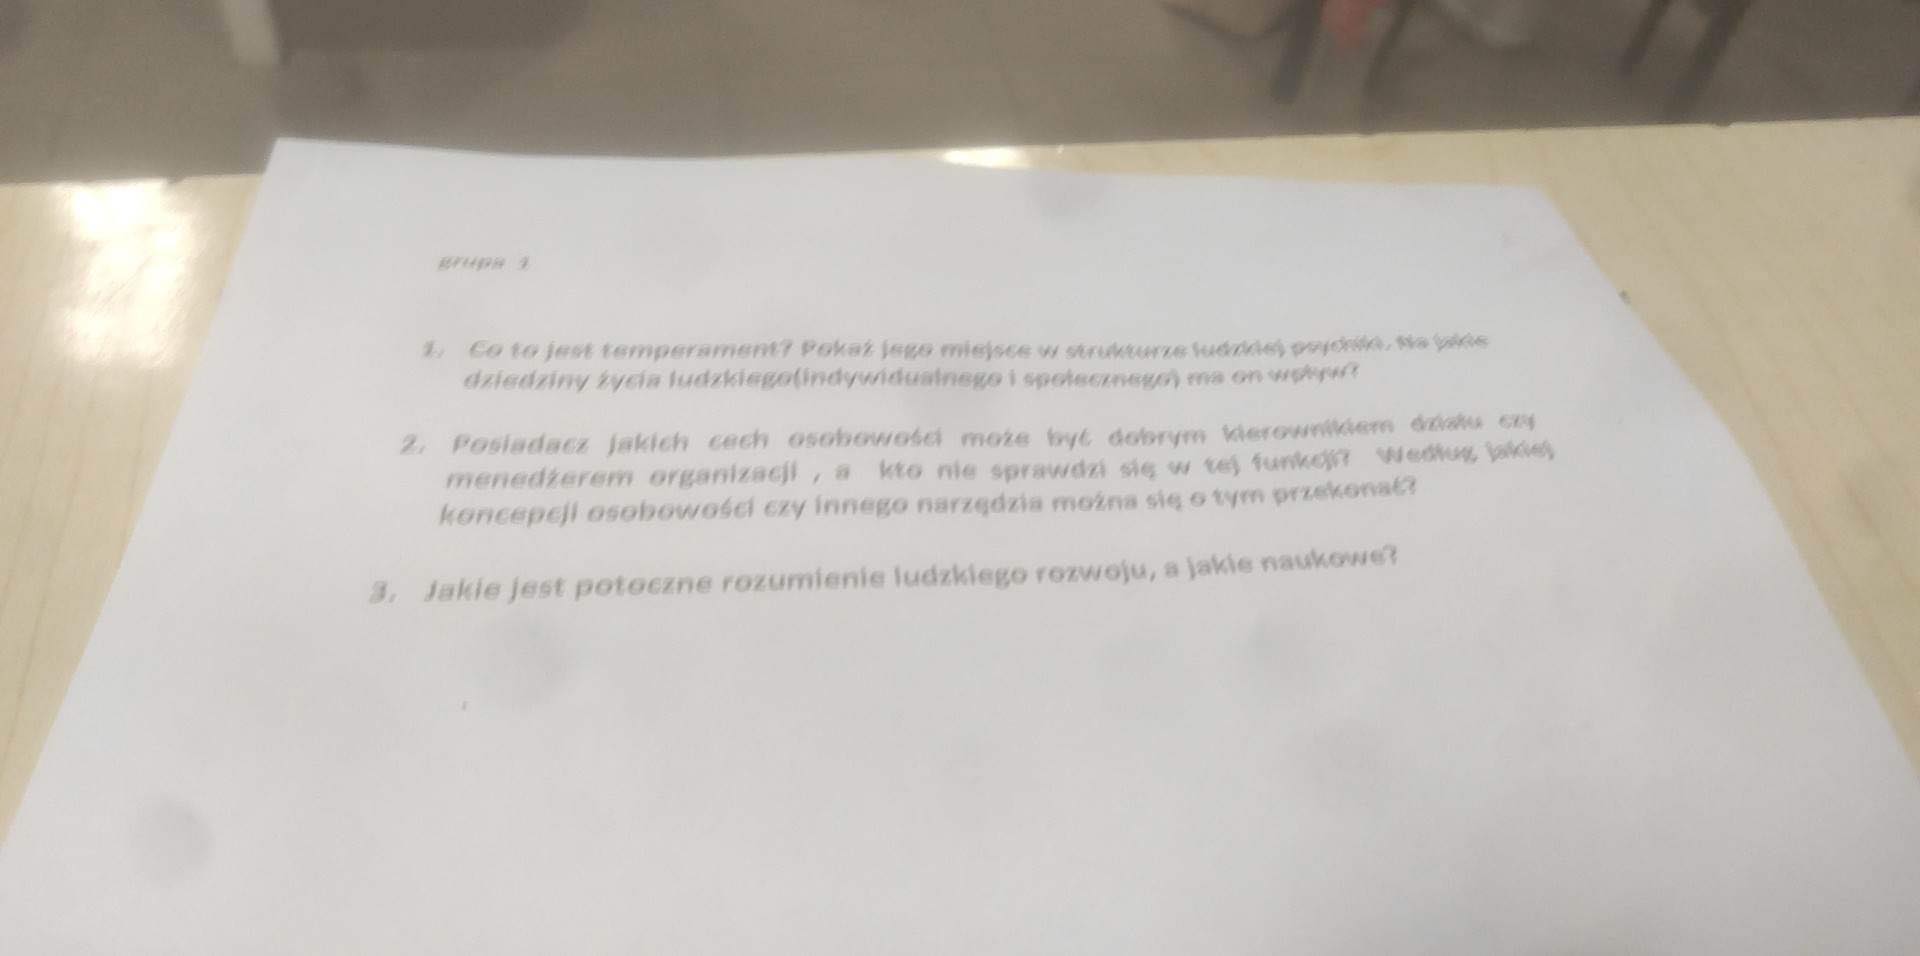 grupa 1
1. Co to jest temperament? Pokaż jego miejsce w strukturze ludzkiej psychiki. Na jakie
dziedziny życia ludzkiego(indywidualnego i społecznego) ma on wpływ?
2. Posiadacz jakich cech osobowości może być dobrym kierownikiem działu czy
menedżerem organizacji , a kto nie sprawdzi się w tej funkcji? Według jakiej
koncepcji osobowości czy innego narzędzia można się o tym przekonać?
3. Jakie jest potoczne rozumienie ludzkiego rozwoju, a jakie naukowe?